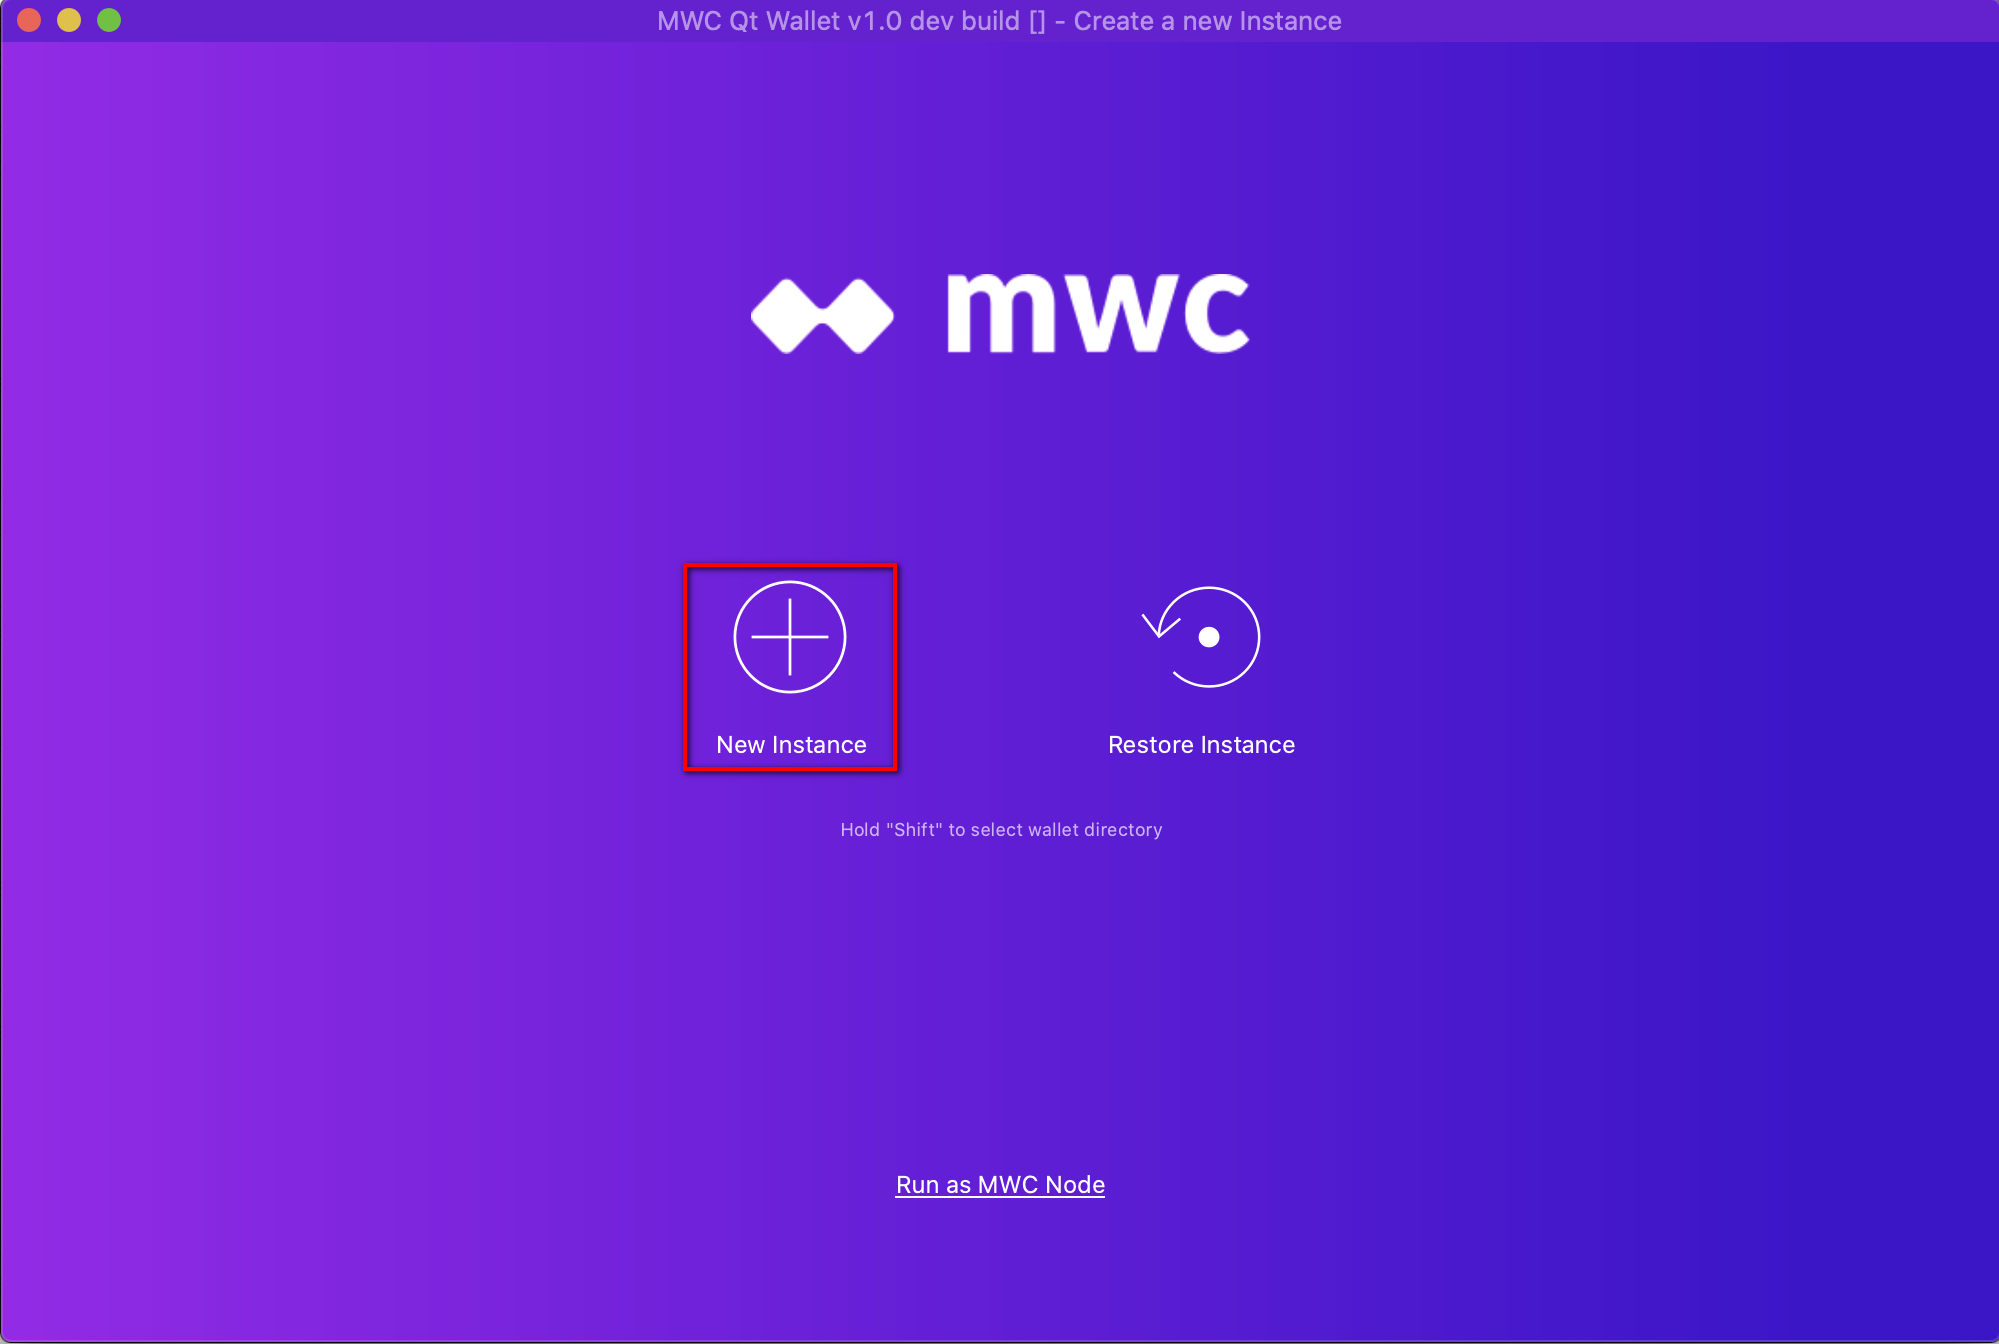 MWC Qt Wallet v1.0 dev build [] - Create a new Instance
mwc
New Instance
Restore Instance
Hold "Shift" to select wallet directory
Run as MWC Node